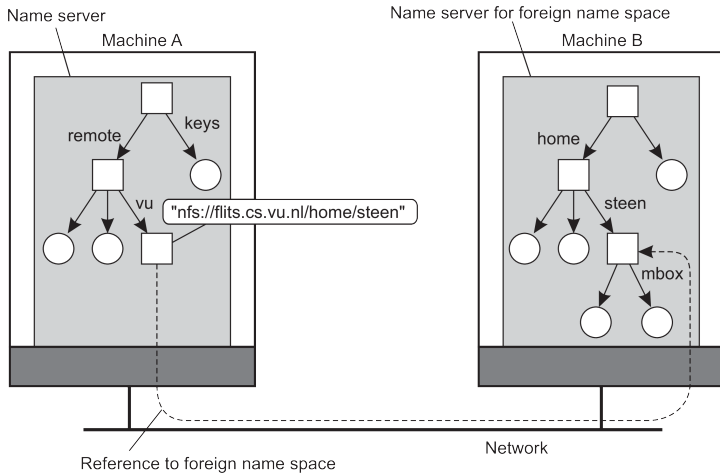 Name server
Name server for foreign name space
Machine A
Machine B
keys
remote
home
vu
"nfs://flits.cs.vu.nl/home/steen"
steen
mbox
Network
Reference to foreign name space